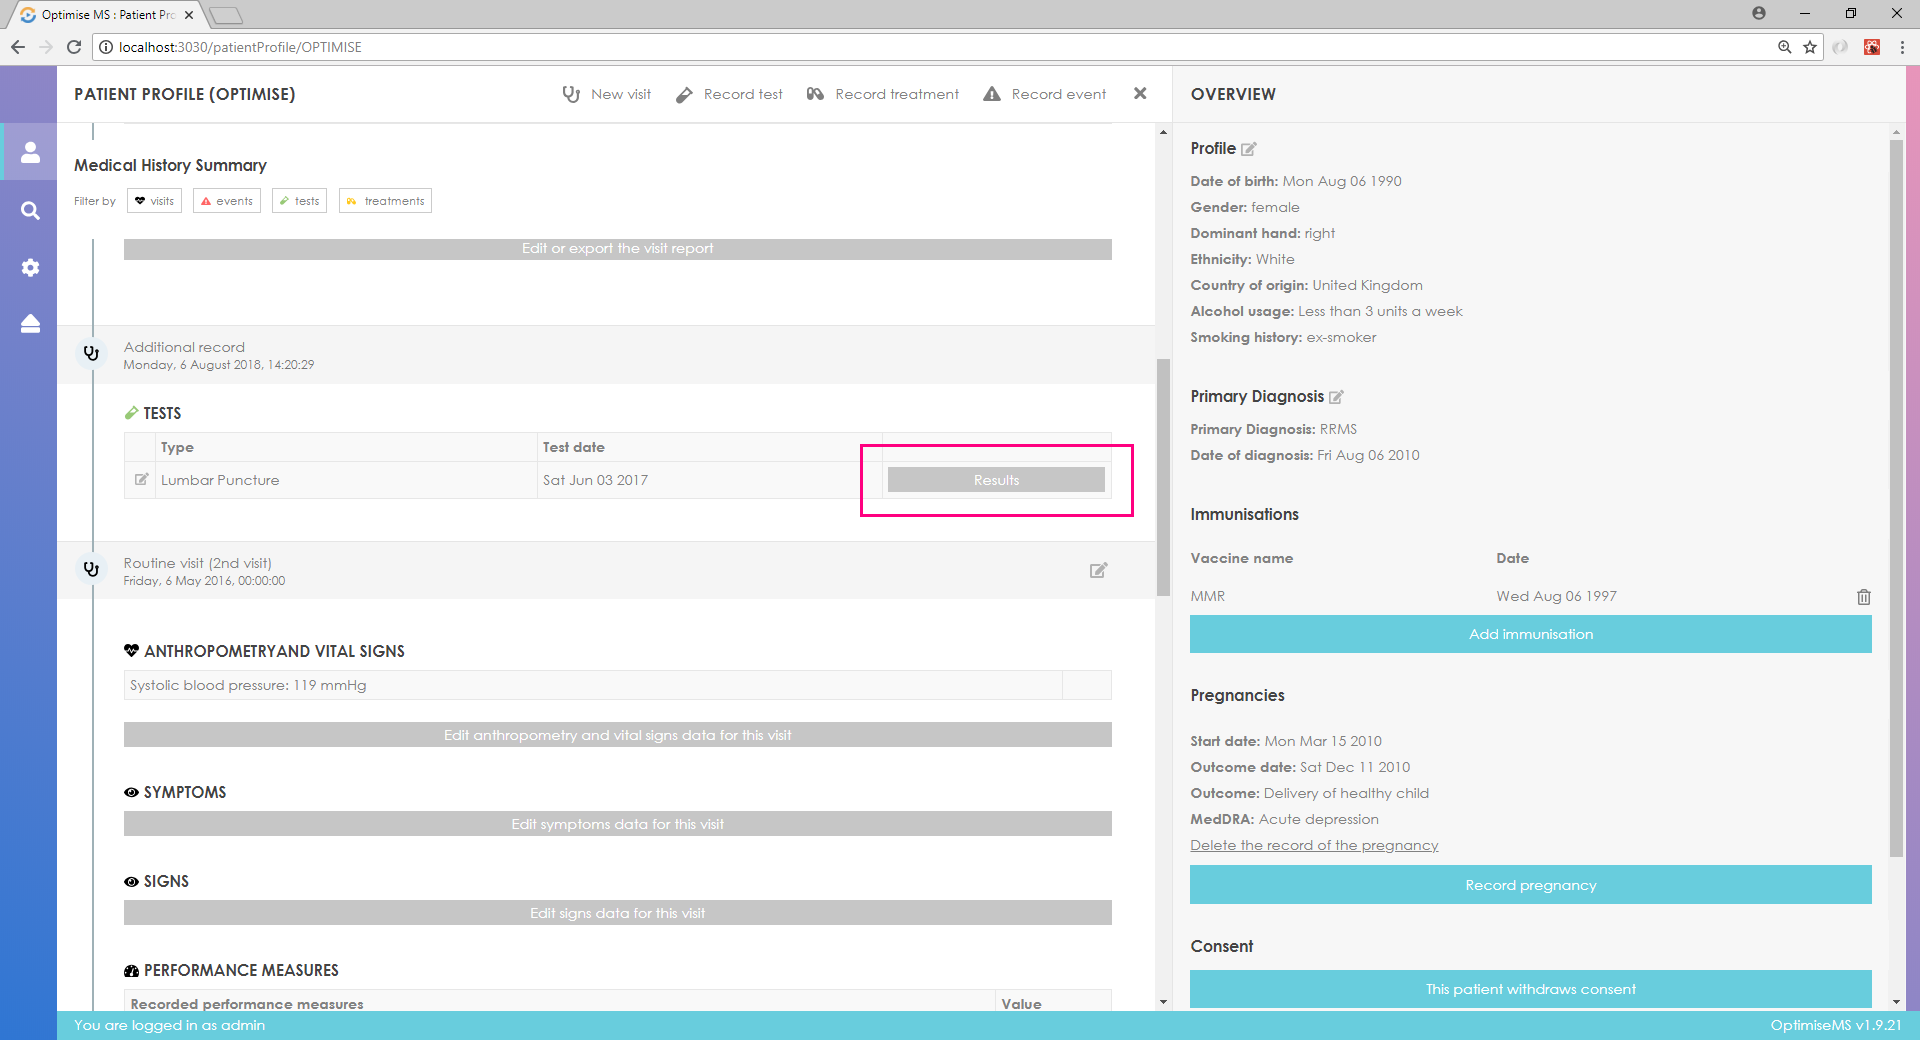 Optimise MS : Patient Pro
localhost:3030/patientProfile/OPTIMISE
PATIENT PROFILE (OPTIMISE)
New visit
Record test
Record treatment
Record event
Medical History Summary
Filter by
visits
events
tests
treatments
Edit or export the visit report
Additional record
Monday, 6 August 2018, 14:20:29
TESTS
Type
Test date
Lumbar Puncture
Sat Jun 03 2017
Results
Routine visit (2nd visit)
Friday, 6 May 2016, 00:00:00
ANTHROPOMETRYAND VITAL SIGNS
Systolic blood pressure: 119 mmHg
Edit anthropometry and vital signs data for this visit
SYMPTOMS
Edit symptoms data for this visit
SIGNS
Edit signs data for this visit
PERFORMANCE MEASURES
Recorded performance measures
Value
OVERVIEW
Profile
Date of birth: Mon Aug 06 1990
Gender: female
Dominant hand: right
Ethnicity: White
Country of origin: United Kingdom
Alcohol usage: Less than 3 units a week
Smoking history: ex-smoker
Primary Diagnosis
Primary Diagnosis: RRMS
Date of diagnosis: Fri Aug 06 2010
Immunisations
Vaccine name
Date
MMR
Wed Aug 06 1997
Add immunisation
Pregnancies
Start date: Mon Mar 15 2010
Outcome date: Sat Dec 11 2010
Outcome: Delivery of healthy child
MedDRA: Acute depression
Delete the record of the pregnancy
Record pregnancy
Consent
This patient withdraws consent
You are logged in as admin
OptimiseMS v1.9.21